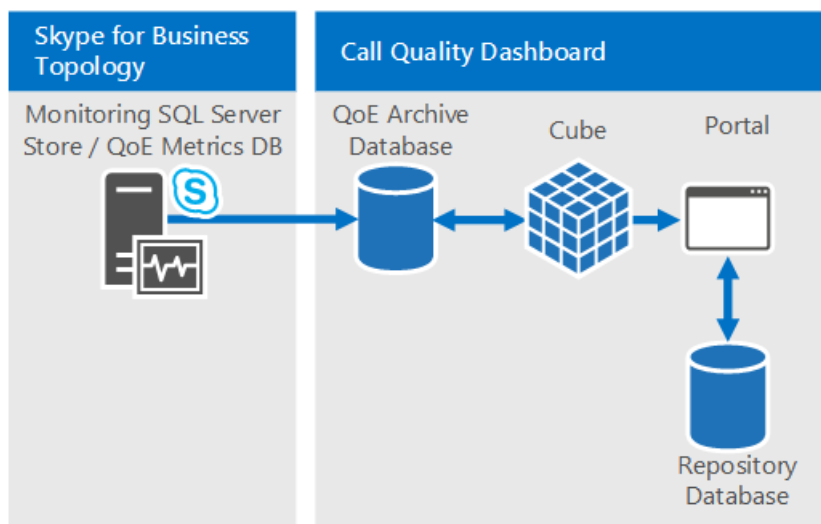 Skype for Business
Topology
Call Quality Dashboard
Monitoring SQL Server
Store / QoE Metrics DB
S
QoE Archive
Database
Cube
Portal
Repository
Database